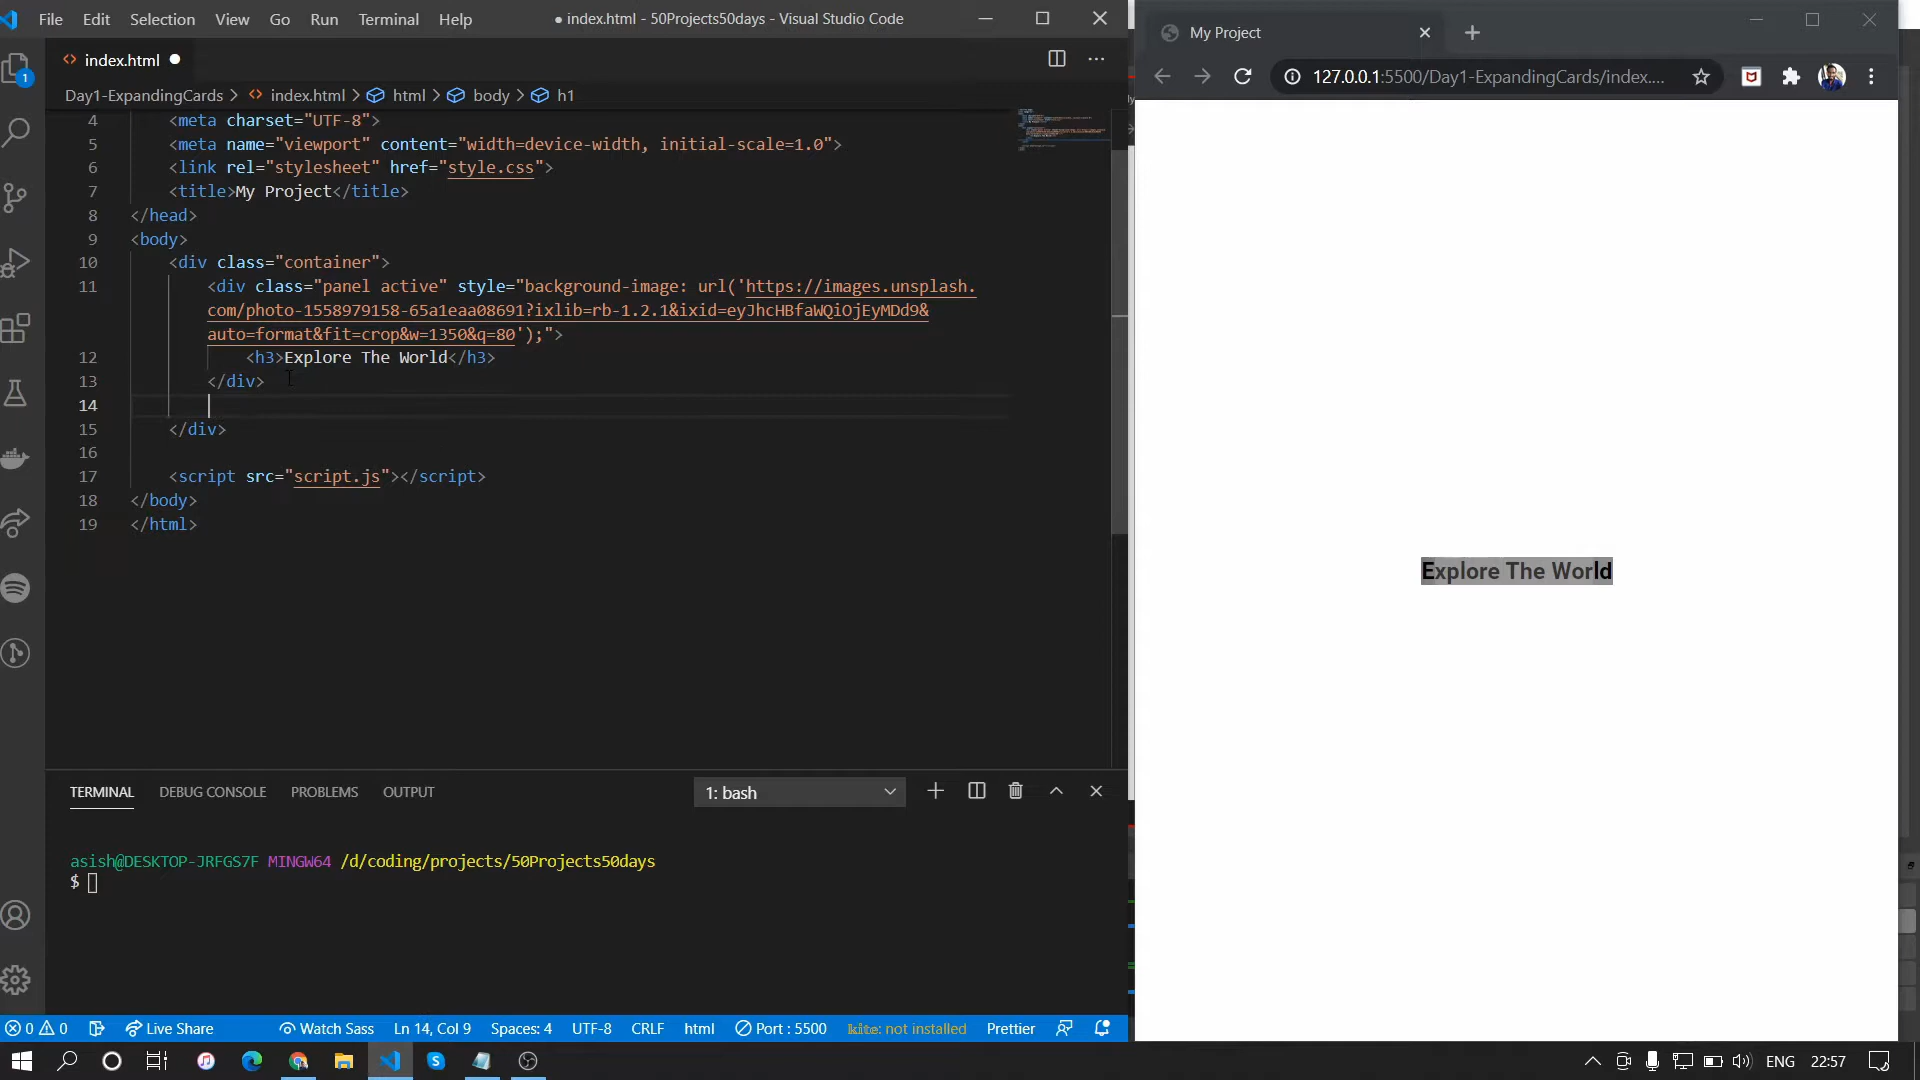 File Edit Selection View Go Run Terminal Help
● index.html - 50Projects50days - Visual Studio Code
index.html
Day1-ExpandingCards > index.html > html > body > h1
4 <meta charset="UTF-8">
5 <meta name="viewport" content="width=device-width, initial-scale=1.0">
6 <link rel="stylesheet" href="style.css">
7 <title>My Project</title>
8 </head>
9 <body>
10 <div class="container">
11 <div class="panel active" style="background-image: url('https://images.unsplash.
com/photo-1558979158-65a1eaa08691?ixlib=rb-1.2.1&ixid=eyJhcHBfaWQiOjEyMDd9&
auto=format&fit=crop&w=1350&q=80');">
12 <h3>Explore The World</h3>
13 </div>
14
15 </div>
16
17 <script src="script.js"></script>
18 </body>
19 </html>
TERMINAL DEBUG CONSOLE PROBLEMS OUTPUT
1: bash
asish@DESKTOP-JRFGS7F MINGW64 /d/coding/projects/50Projects50days
$
0 0 Live Share Watch Sass Ln 14, Col 9 Spaces: 4 UTF-8 CRLF html Port : 5500 kite: not installed Prettier
My Project
127.0.0.1:5500/Day1-ExpandingCards/index....
Explore The World
1
ENG 22:57